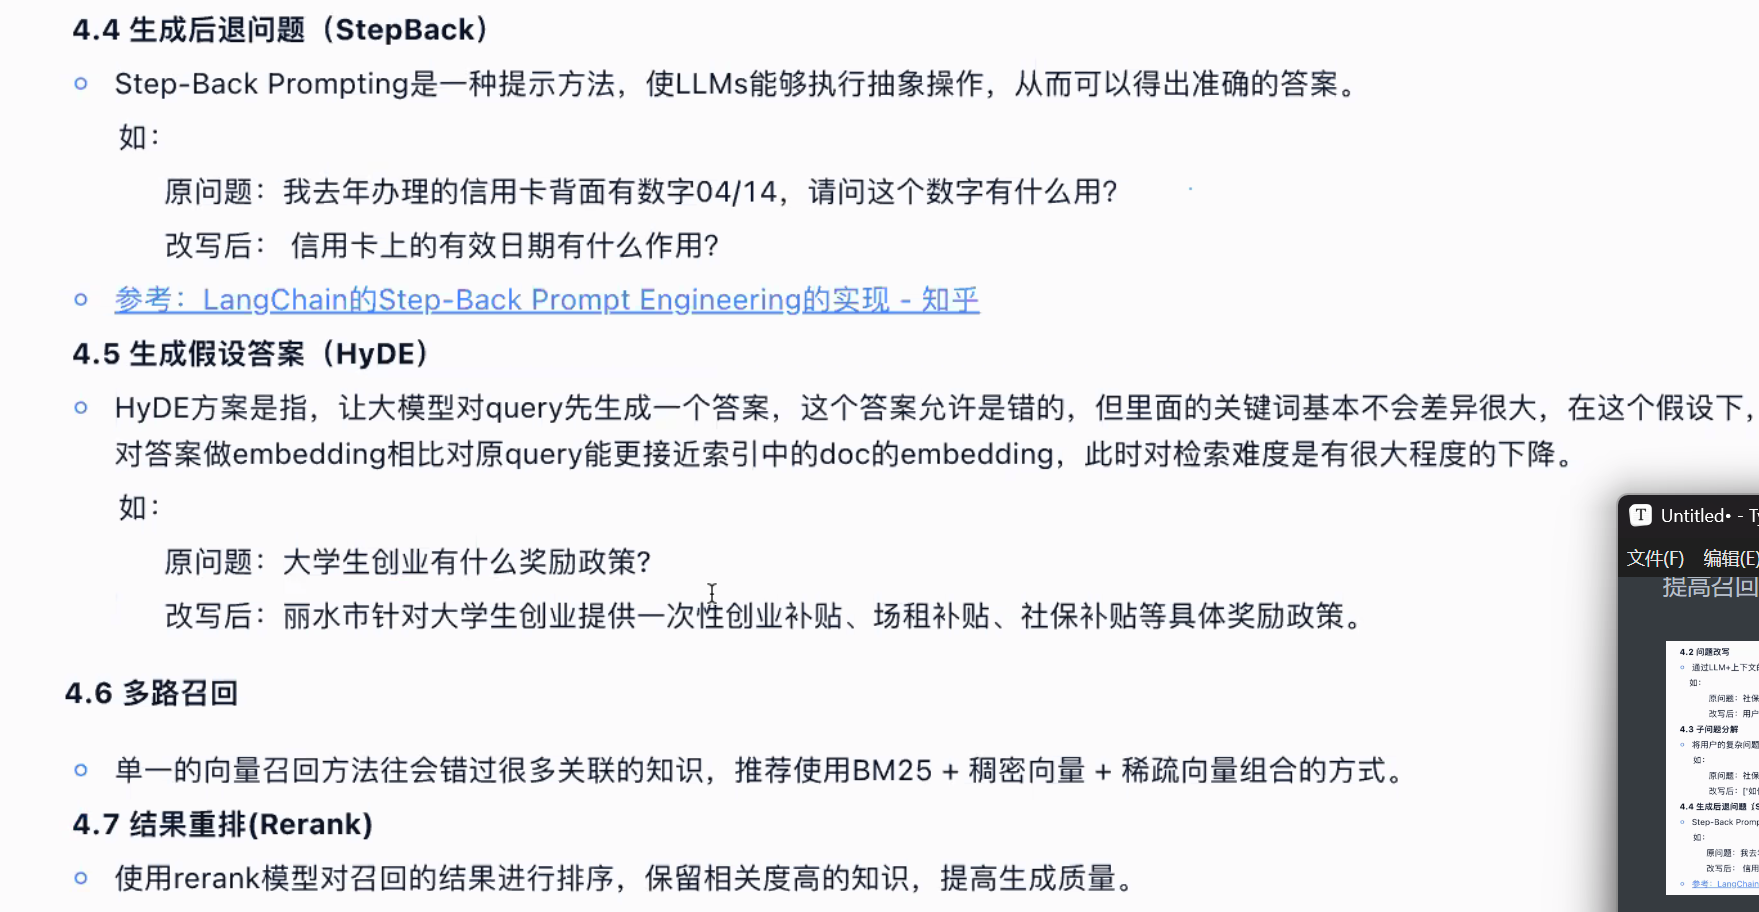 4.4 生成后退问题（StepBack）
Step-Back Prompting是一种提示方法，使LLMs能够执行抽象操作，从而可以得出准确的答案。
如：
原问题：我去年办理的信用卡背面有数字04/14，请问这个数字有什么用?
改写后： 信用卡上的有效日期有什么作用?
参考：LangChain的Step-Back Prompt Engineering的实现 - 知乎
4.5 生成假设答案（HyDE）
HyDE方案是指，让大模型对query先生成一个答案，这个答案允许是错的，但里面的关键词基本不会差异很大，在这个假设下，
对答案做embedding相比对原query能更接近索引中的doc的embedding，此时对检索难度是有很大程度的下降。
如：
原问题：大学生创业有什么奖励政策?
改写后：丽水市针对大学生创业提供一次性创业补贴、场租补贴、社保补贴等具体奖励政策。
4.6 多路召回
单一的向量召回方法往会错过很多关联的知识，推荐使用BM25 + 稠密向量 + 稀疏向量组合的方式。
4.7 结果重排(Rerank)
使用rerank模型对召回的结果进行排序，保留相关度高的知识，提高生成质量。
T Untitled• - Ty
文件(F) 编辑(E)
提高召回
4.2 问题改写
通过LLM+上下文
如：
原问题：社保
改写后：用户
4.3 子问题分解
将用户的复杂问题
如：
原问题：社保
改写后：["如
4.4 生成后退问题（S
Step-Back Promp
如：
原问题：我去
改写后： 信用
参考：LangChain